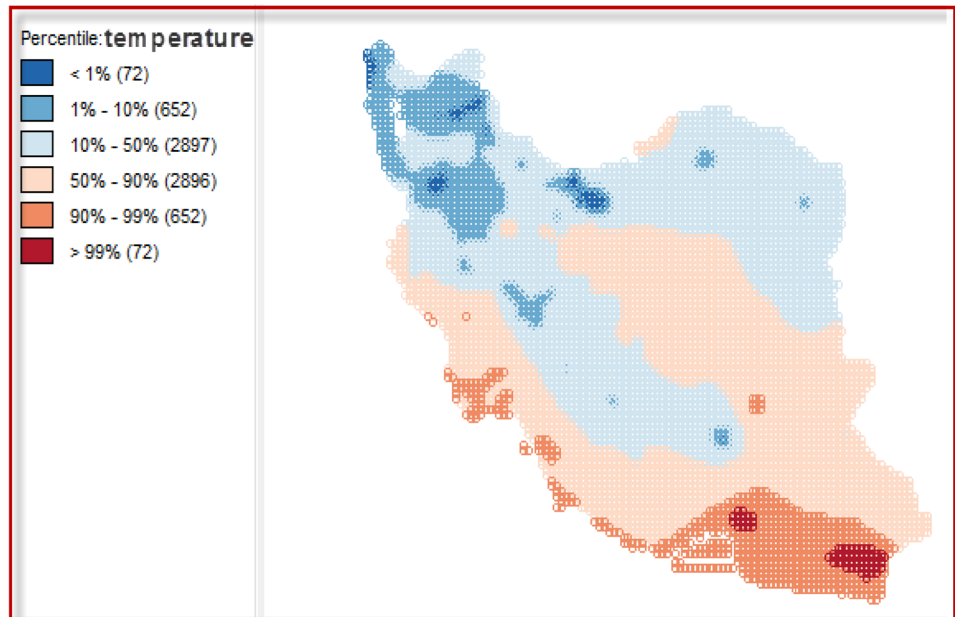 Percentile: temperature
< 1% (72)
1% - 10% (652)
10% - 50% (2897)
50% - 90% (2896)
90% - 99% (652)
> 99% (72)